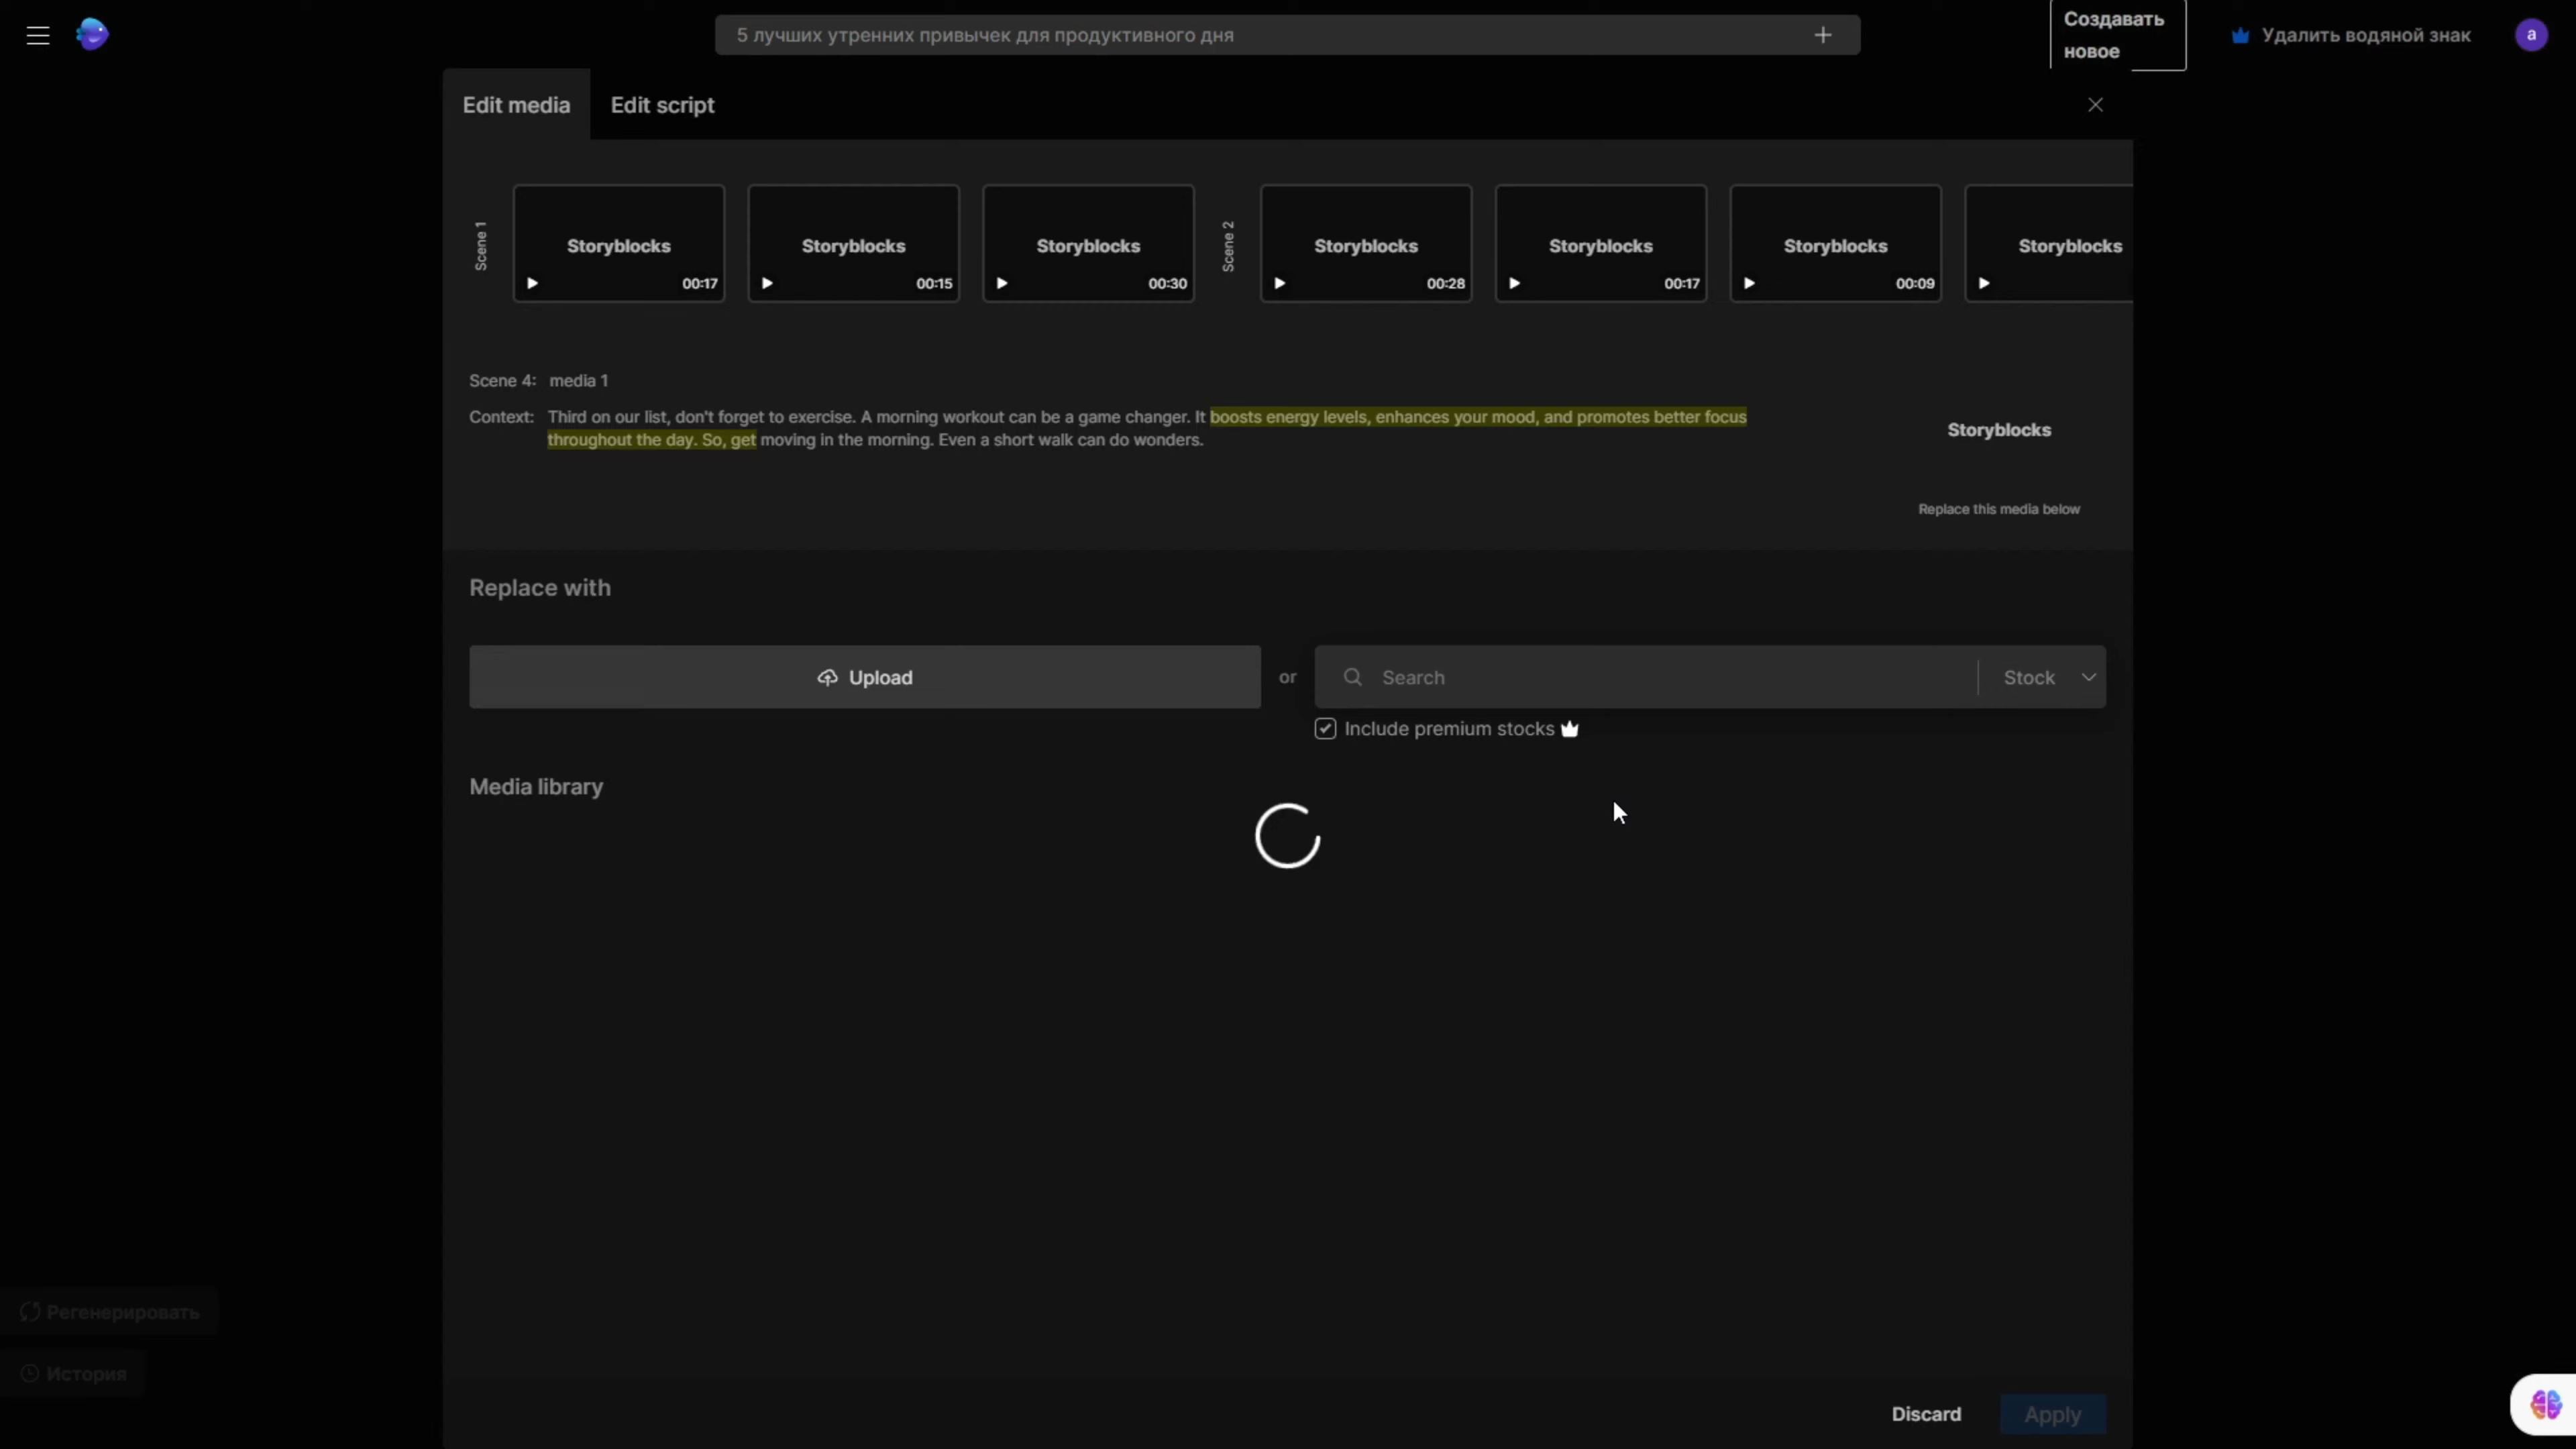 5 лучших утренних привычек для продуктивного дня
Создавать
новое
Удалить водяной знак
a
Edit media
Edit script
Scene 1
Storyblocks
00:17
Storyblocks
00:15
Storyblocks
00:30
Scene 2
Storyblocks
00:28
Storyblocks
00:17
Storyblocks
00:09
Storyblocks
Scene 4: media 1
Context: Third on our list, don't forget to exercise. A morning workout can be a game changer. It boosts energy levels, enhances your mood, and promotes better focus
throughout the day. So, get moving in the morning. Even a short walk can do wonders.
Storyblocks
Replace this media below
Replace with
Upload
or
Search
Stock
Include premium stocks
Media library
Регенерировать
История
Discard
Apply